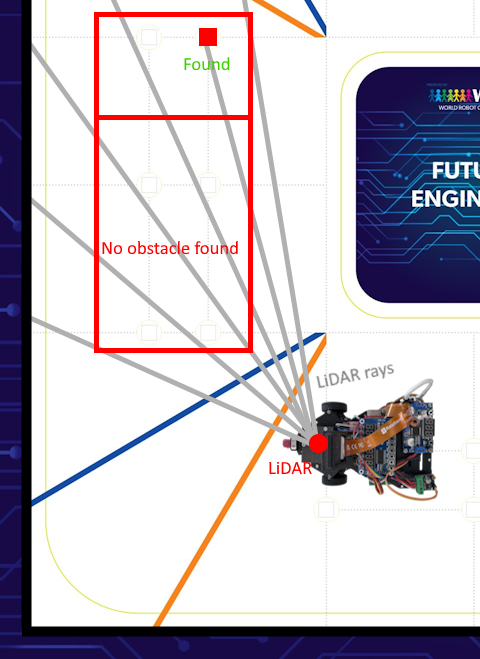 Found
WORLD ROBOT
FUTU
ENGIN
No obstacle found
LiDAR rays
LiDAR